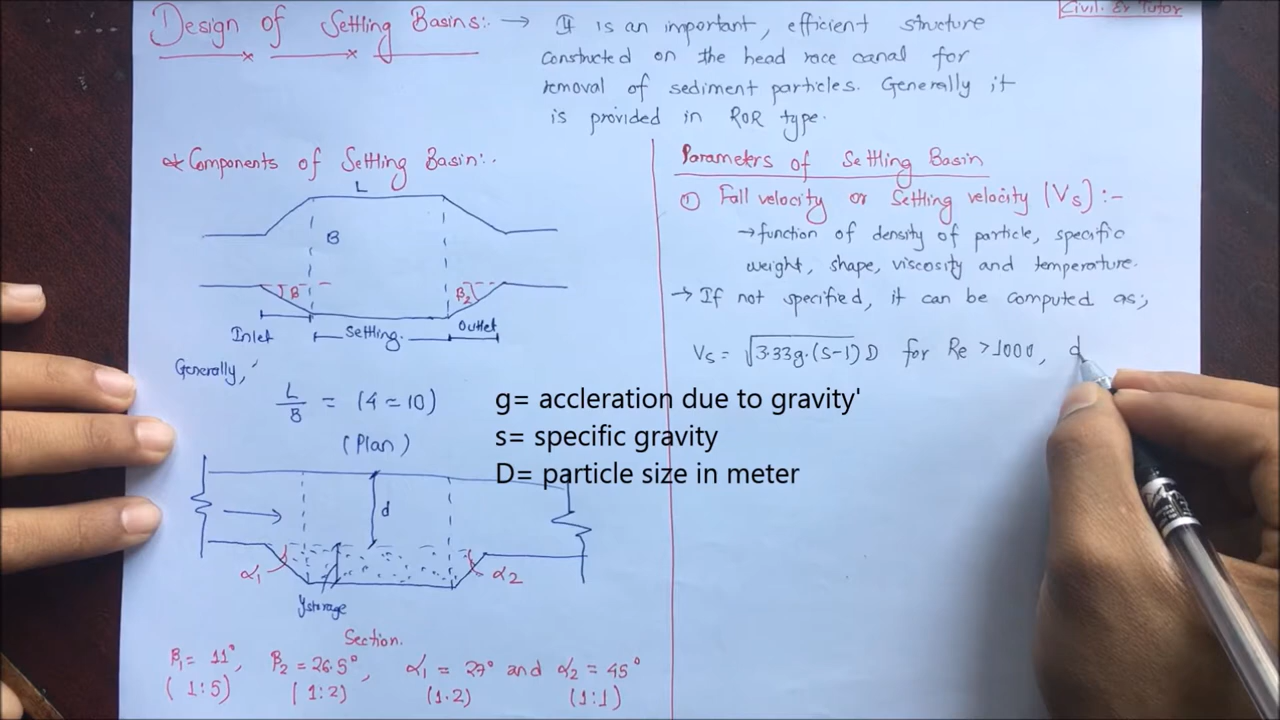 Design of Settling Basins:- → It is an important, efficient structure
constructed on the head race canal for
removal of sediment particles. Generally it
is provided in ROR type.
Civil. Er Tutor
* Components of Settling Basin:-
L
B
β
β2
Inlet
Settling
Outlet
Generally,
L/B = (4 = 10)
(Plan)
d
α1
α2
ystorage
Section.
β1 = 11°, β2 = 26.5°, α1 = 27° and α2 = 45°
(1:5) (1:2) (1:2) (1:1)
Parameters of Settling Basin
① Fall velocity or Settling velocity (Vs) :-
→ function of density of particle, specific
weight, shape, viscosity and temperature.
→ If not specified, it can be computed as;
Vs = √3.33g.(S-1) D for Re > 1000, d
g= accleration due to gravity'
s= specific gravity
D= particle size in meter